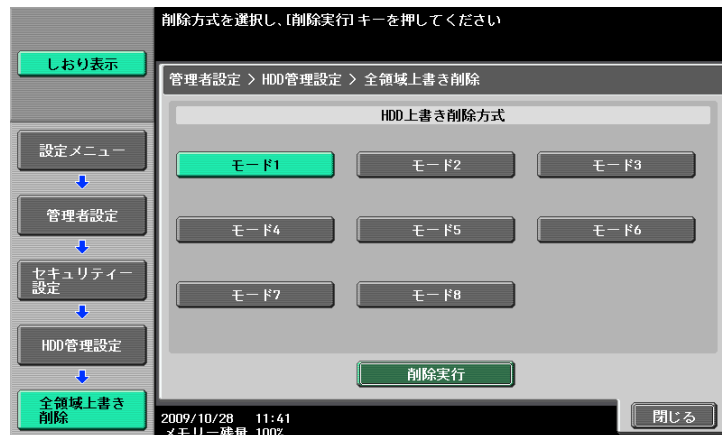 削除方式を選択し、[削除実行]キーを押してください
しおり表示
管理者設定 > HDD管理設定 > 全領域上書き削除
HDD上書き削除方式
設定メニュー
モード1
モード2
モード3
管理者設定
モード4
モード5
モード6
セキュリティー
設定
モード7
モード8
HDD管理設定
削除実行
全領域上書き
削除
2009/10/28 11:41
メモリー残量 100%
閉じる